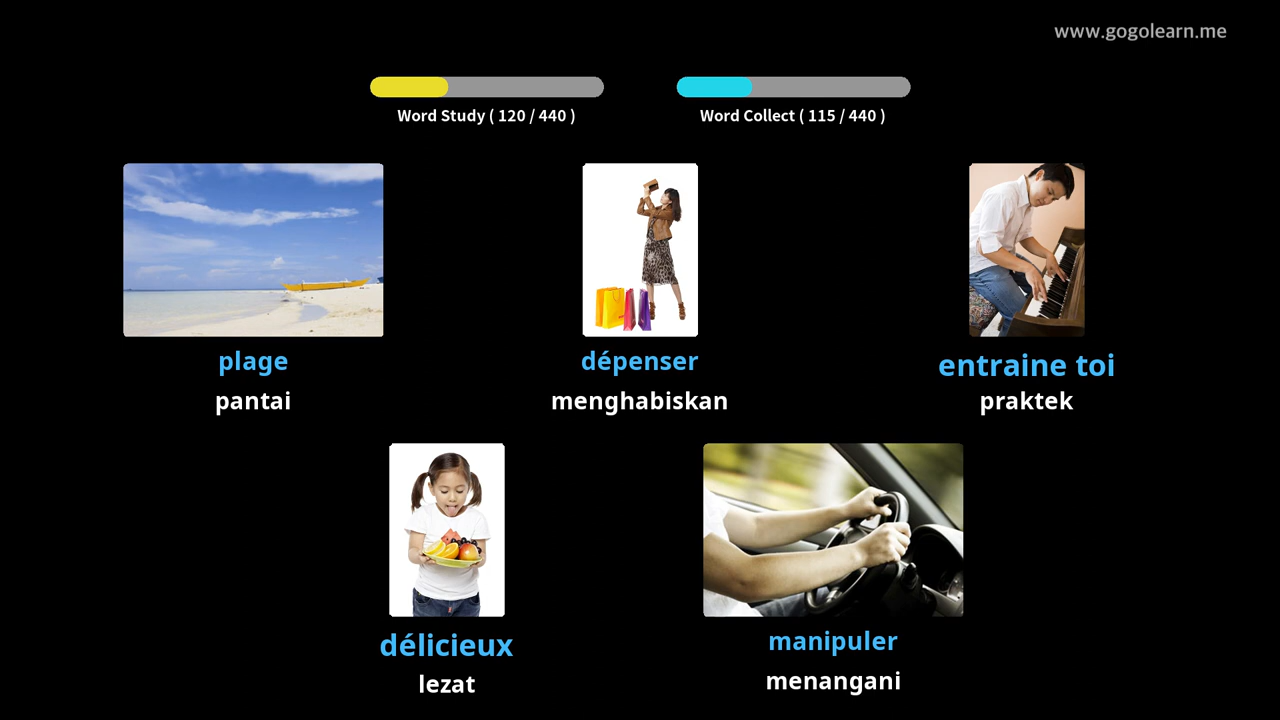 www.gogolearn.me
Word Study ( 120 / 440 )
Word Collect ( 115 / 440 )
plage
pantai
dépenser
menghabiskan
entraine toi
praktek
délicieux
lezat
manipuler
menangani